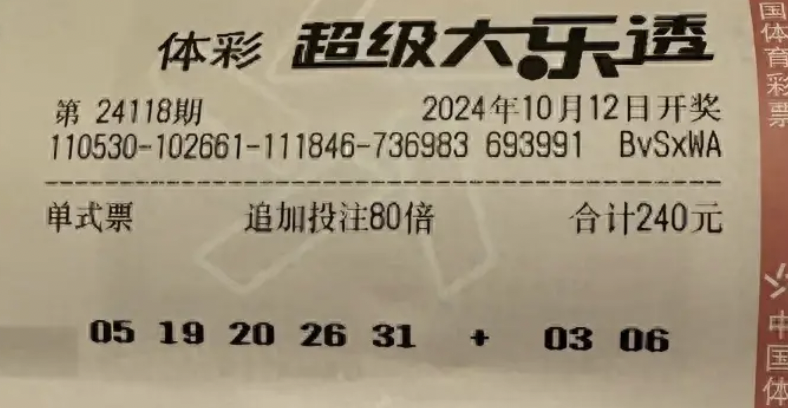 体彩 超级大乐透
第 24118期 2024年10月12日开奖
110530-102661-111846-736983 693991 BvSxWA
单式票 追加投注80倍 合计240元
05 19 20 26 31 + 03 06
国体育彩票
中国体